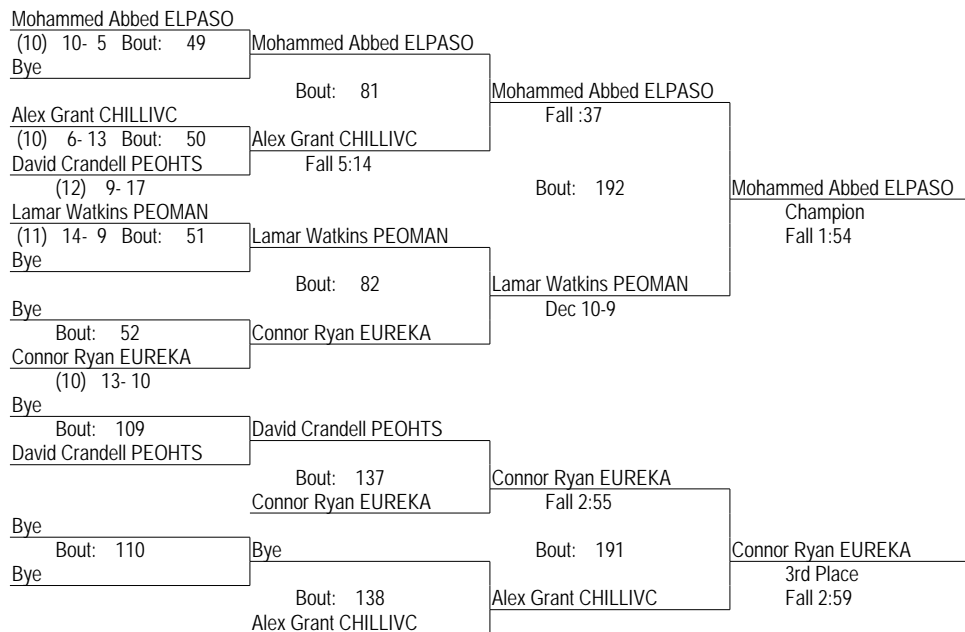 Mohammed Abbed ELPASO
(10) 10- 5 Bout: 49 Mohammed Abbed ELPASO
Bye
Bout: 81 Mohammed Abbed ELPASO
Alex Grant CHILLIVC Fall :37
(10) 6- 13 Bout: 50 Alex Grant CHILLIVC
David Crandell PEOHTS Fall 5:14
(12) 9- 17 Bout: 192 Mohammed Abbed ELPASO
Lamar Watkins PEOMAN Champion
(11) 14- 9 Bout: 51 Lamar Watkins PEOMAN Fall 1:54
Bye
Bout: 82 Lamar Watkins PEOMAN
Bye Dec 10-9
Bout: 52 Connor Ryan EUREKA
Connor Ryan EUREKA
(10) 13- 10
Bye
Bout: 109 David Crandell PEOHTS
David Crandell PEOHTS
Bout: 137 Connor Ryan EUREKA
Connor Ryan EUREKA Fall 2:55
Bye
Bout: 110 Bye Bout: 191 Connor Ryan EUREKA
Bye 3rd Place
Bout: 138 Alex Grant CHILLIVC Fall 2:59
Alex Grant CHILLIVC